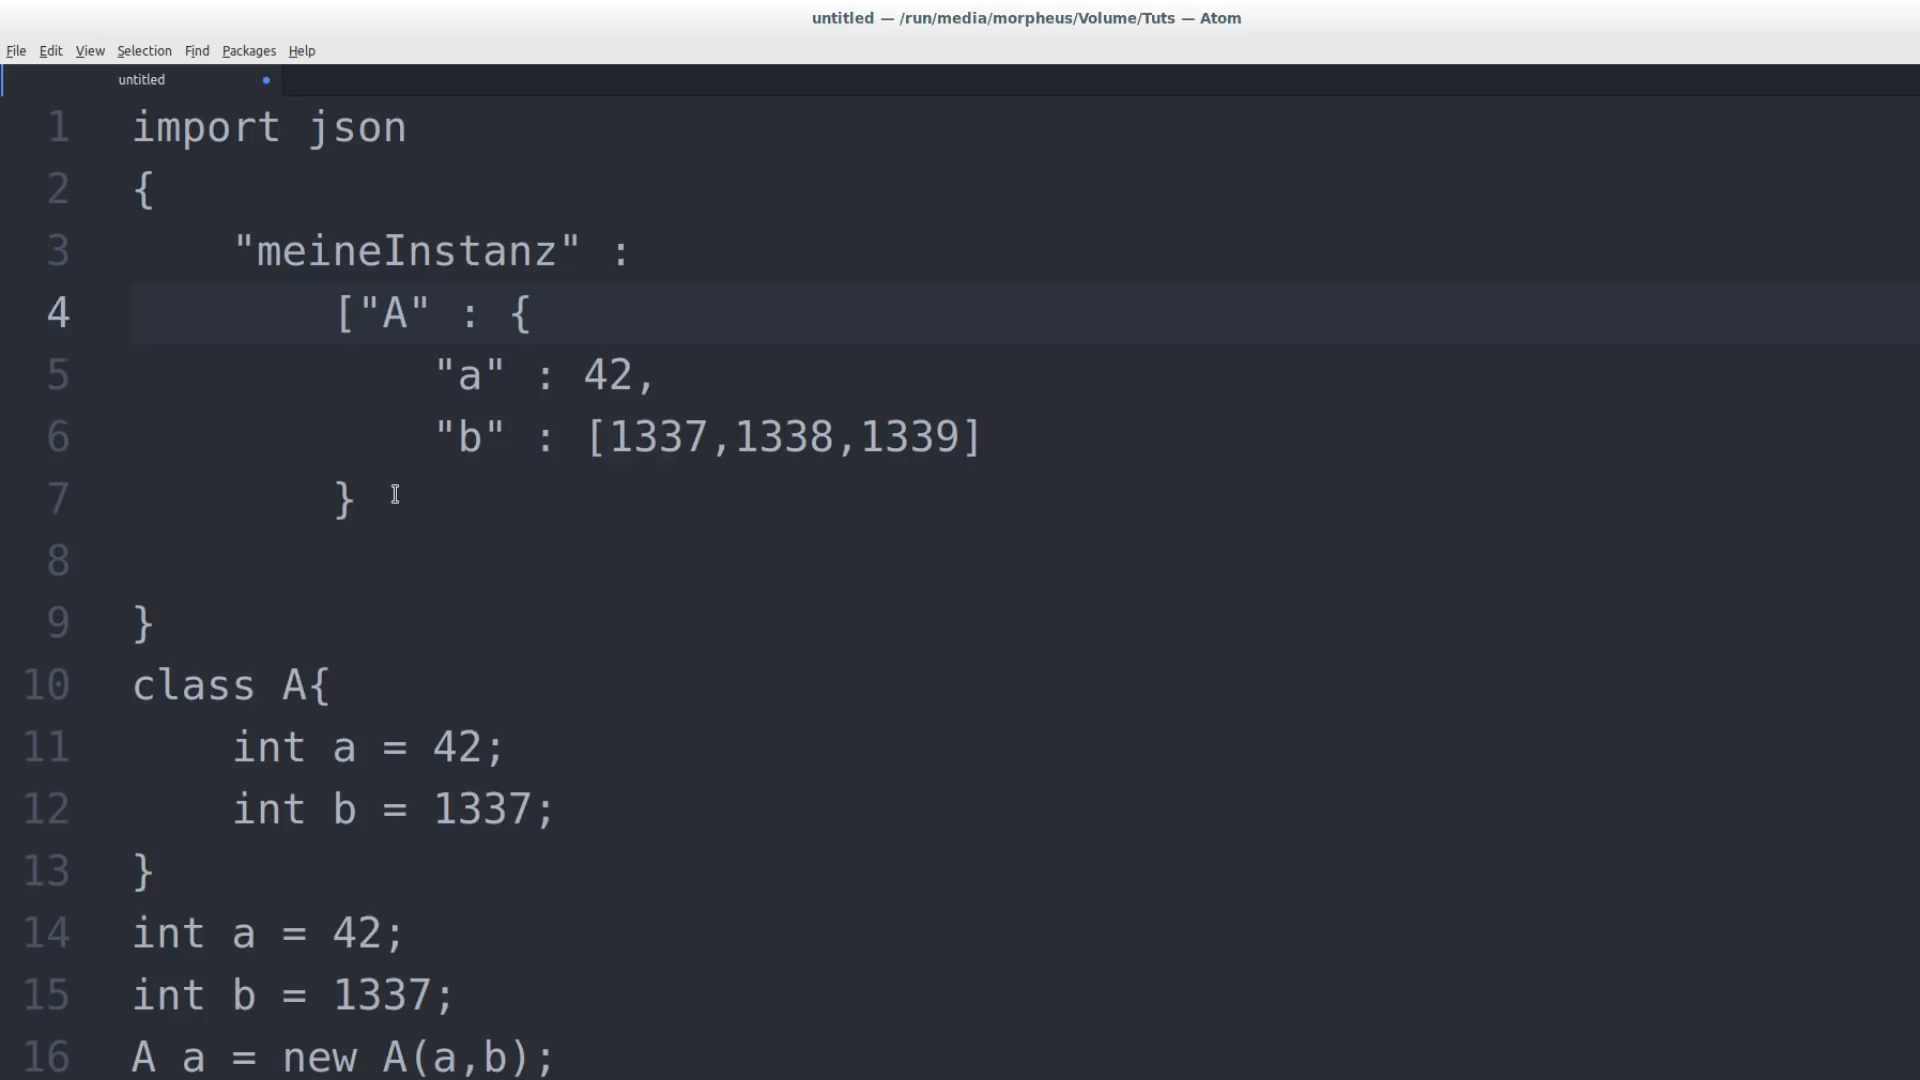 untitled — /run/media/morpheus/Volume/Tuts — Atom
File Edit View Selection Find Packages Help
untitled
1 import json
2 {
3 "meineInstanz" :
4 ["A" : {
5 "a" : 42,
6 "b" : [1337,1338,1339]
7 }
8
9 }
10 class A{
11 int a = 42;
12 int b = 1337;
13 }
14 int a = 42;
15 int b = 1337;
16 A a = new A(a,b);